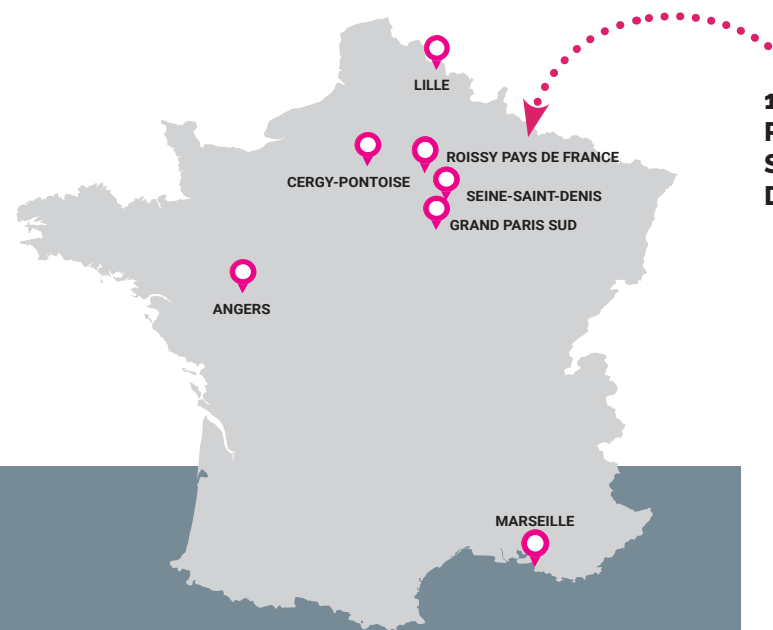 LILLE
ROISSY PAYS DE FRANCE
CERGY-PONTOISE
SEINE-SAINT-DENIS
GRAND PARIS SUD
ANGERS
MARSEILLE